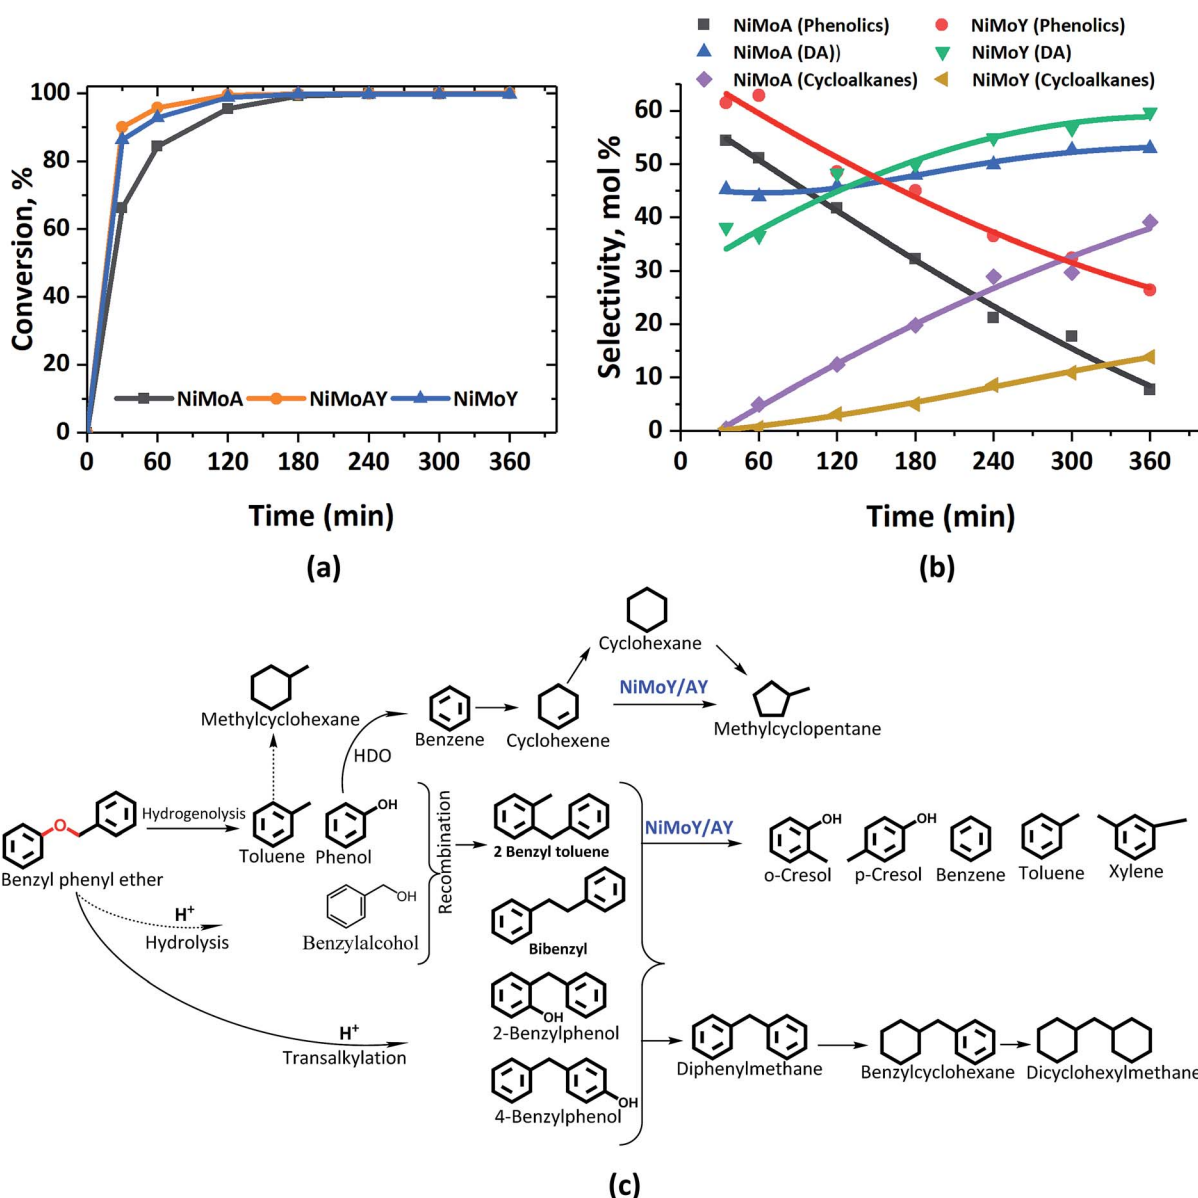 100
80
60
40
20
0
Conversion, %
NiMoA NiMoAY NiMoY
0 60 120 180 240 300 360
Time (min)
(a)
NiMoA (Phenolics) NiMoY (Phenolics)
NiMoA (DA)) NiMoY (DA)
NiMoA (Cycloalkanes) NiMoY (Cycloalkanes)
60
50
40
30
20
10
0
Selectivity, mol %
0 60 120 180 240 300 360
Time (min)
(b)
Cyclohexane
Methylcyclohexane
NiMoY/AY
Benzene
Cyclohexene
Methylcyclopentane
HDO
Hydrogenolysis
O
Benzyl phenyl ether
Toluene
OH
Phenol
OH
Benzylalcohol
Recombination
H+
Hydrolysis
H+
Transalkylation
2 Benzyl toluene
Bibenzyl
OH
2-Benzylphenol
OH
4-Benzylphenol
NiMoY/AY
OH
o-Cresol
OH
p-Cresol
Benzene
Toluene
Xylene
Diphenylmethane
Benzylcyclohexane
Dicyclohexylmethane
(c)